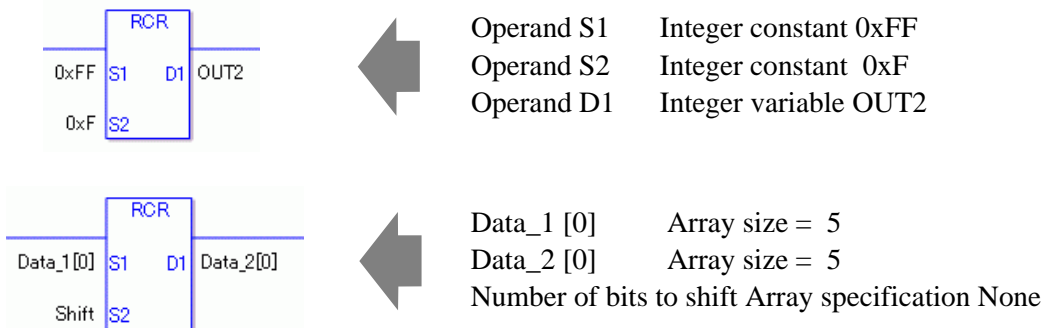 RCR
0xFF S1 D1 OUT2
0xF S2
Operand S1 Integer constant 0xFF
Operand S2 Integer constant 0xF
Operand D1 Integer variable OUT2
RCR
Data_1[0] S1 D1 Data_2[0]
Shift S2
Data_1 [0] Array size = 5
Data_2 [0] Array size = 5
Number of bits to shift Array specification None